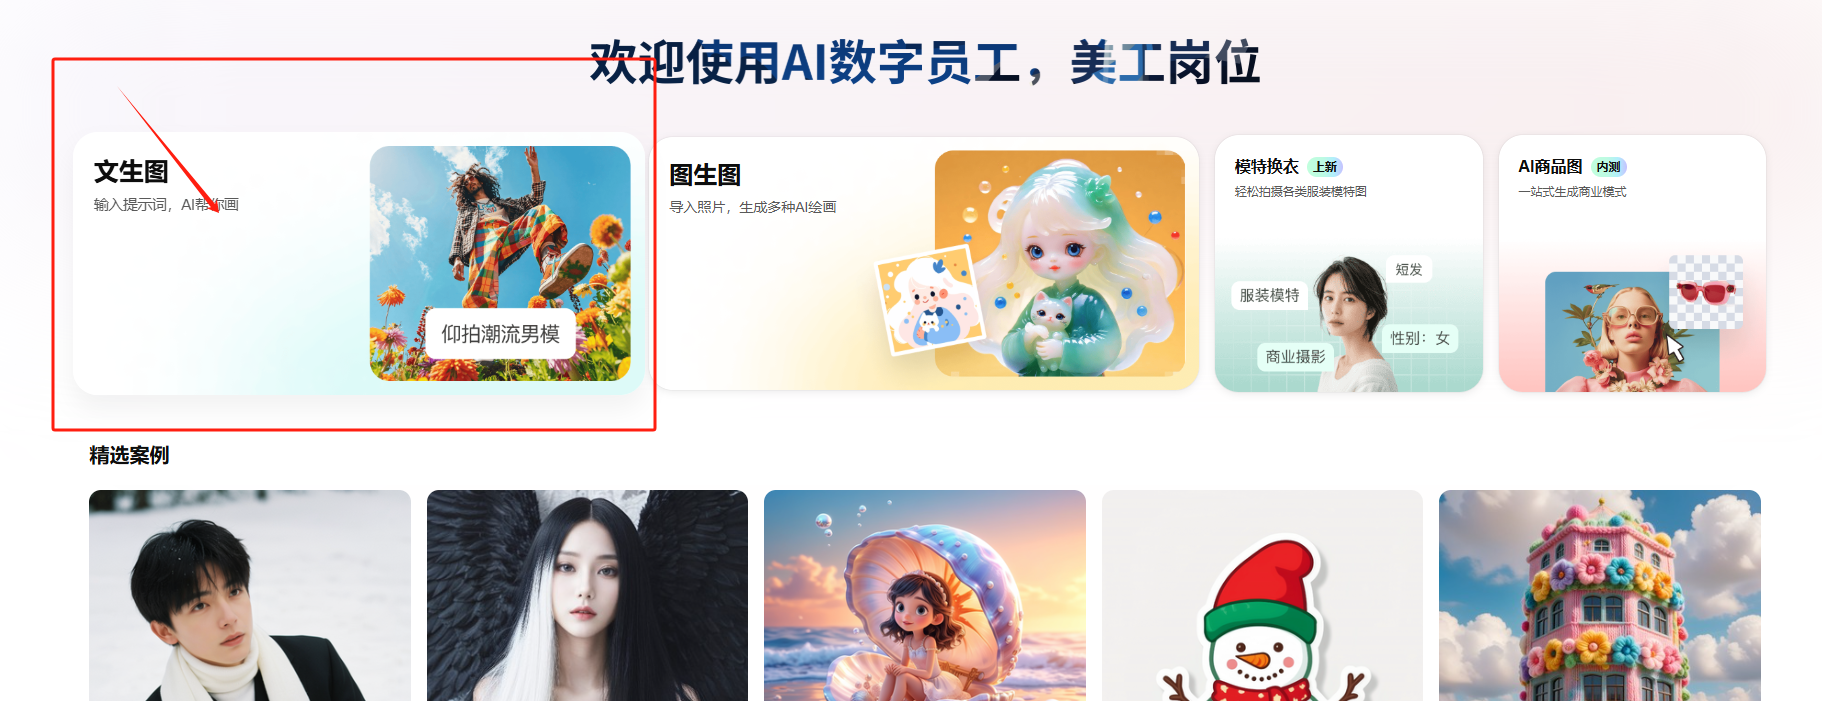 欢迎使用AI数字员工，美工岗位
文生图
输入提示词，AI帮你画
仰拍潮流男模
图生图
导入照片，生成多种AI绘画
模特换衣 上新
轻松拍摄各类服装模特图
短发
服装模特
性别：女
商业摄影
AI商品图 内测
一站式生成商业模式
精选案例